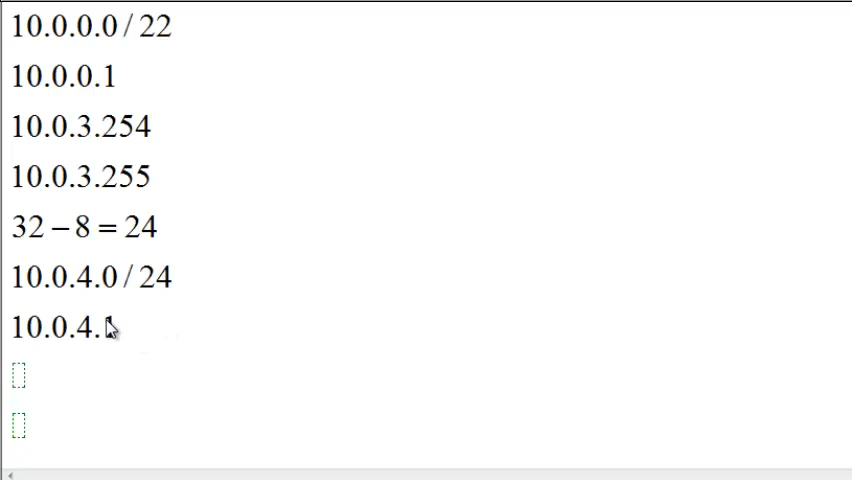 10.0.0.0 / 22
10.0.0.1
10.0.3.254
10.0.3.255
32 − 8 = 24
10.0.4.0 / 24
10.0.4.